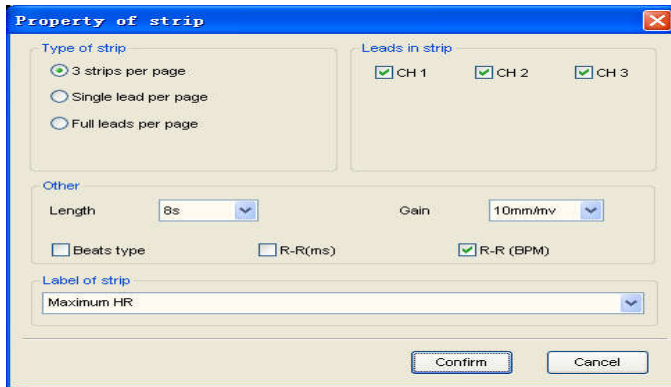 Property of strip
Type of strip
3 strips per page
Single lead per page
Full leads per page
Leads in strip
CH 1 CH 2 CH 3
Other
Length 8s Gain 10mm/mv
Beats type R-R(ms) R-R (BPM)
Label of strip
Maximum HR
Confirm Cancel